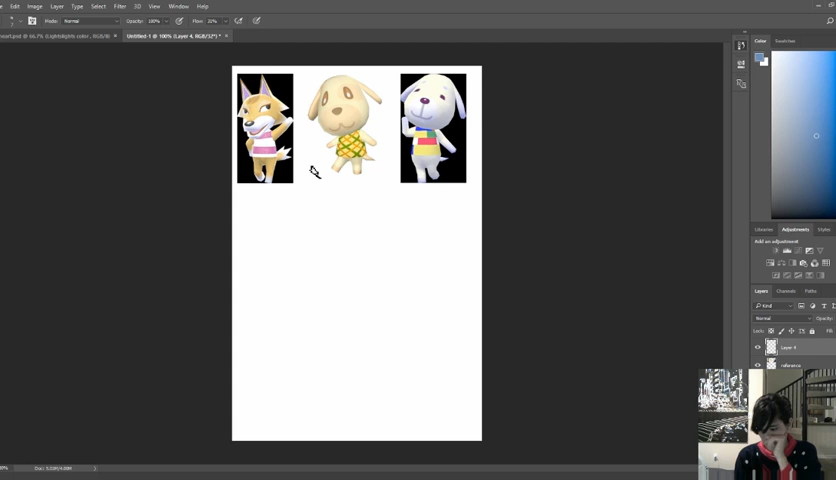 Edit Image Layer Type Select Filter 3D View Window Help
Mode: Normal Opacity: 100% Flow:
Untitled-1 @ 100% (Layer 4, RGB/32*) * ×
Color Swatches
Libraries Adjustments Styles
Add an adjustment
Layers Channels Paths
Kind
Normal Opacity:
Lock: Fill:
Layer 4
reference